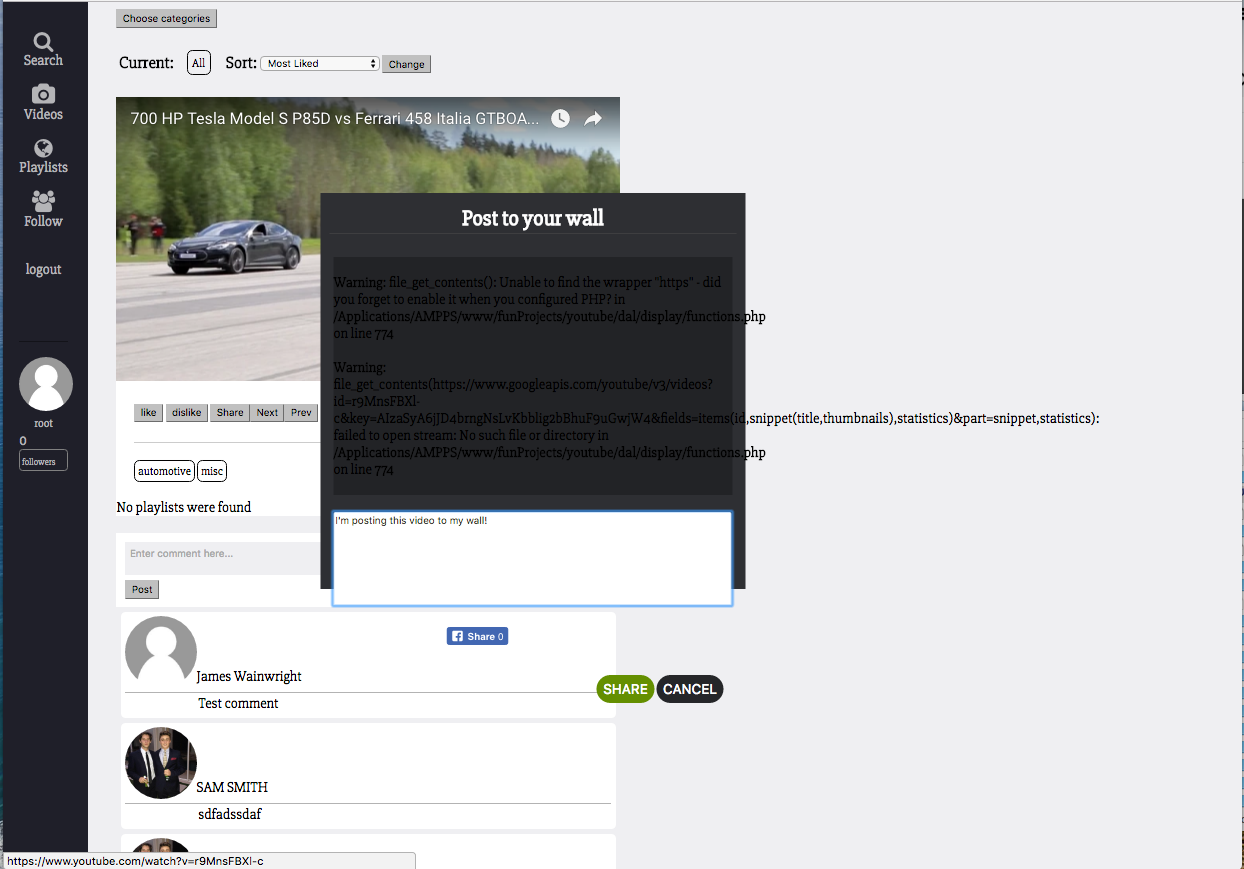 Choose categories
Current: All Sort: Most Liked Change
Search
Videos
Playlists
Follow
logout
root
0
followers
700 HP Tesla Model S P85D vs Ferrari 458 Italia GTBOA...
like dislike Share Next Prev
automotive misc
No playlists were found
Enter comment here...
Post
Post to your wall
Warning: file_get_contents(): Unable to find the wrapper "https" - did
you forget to enable it when you configured PHP? in
/Applications/AMPPS/www/funProjects/youtube/dal/display/functions.php
on line 774
Warning:
file_get_contents(https://www.googleapis.com/youtube/v3/videos?
id=r9MnsFBXl-
c&key=AIzaSyA6jJD4brngNsLvKbblig2bBhuF9uGwjW4&fields=items(id,snippet(title,thumbnails),statistics)&part=snippet,statistics):
failed to open stream: No such file or directory in
/Applications/AMPPS/www/funProjects/youtube/dal/display/functions.php
on line 774
I'm posting this video to my wall!
Share 0
SHARE CANCEL
James Wainwright
Test comment
SAM SMITH
sdfadssdaf
https://www.youtube.com/watch?v=r9MnsFBXl-c